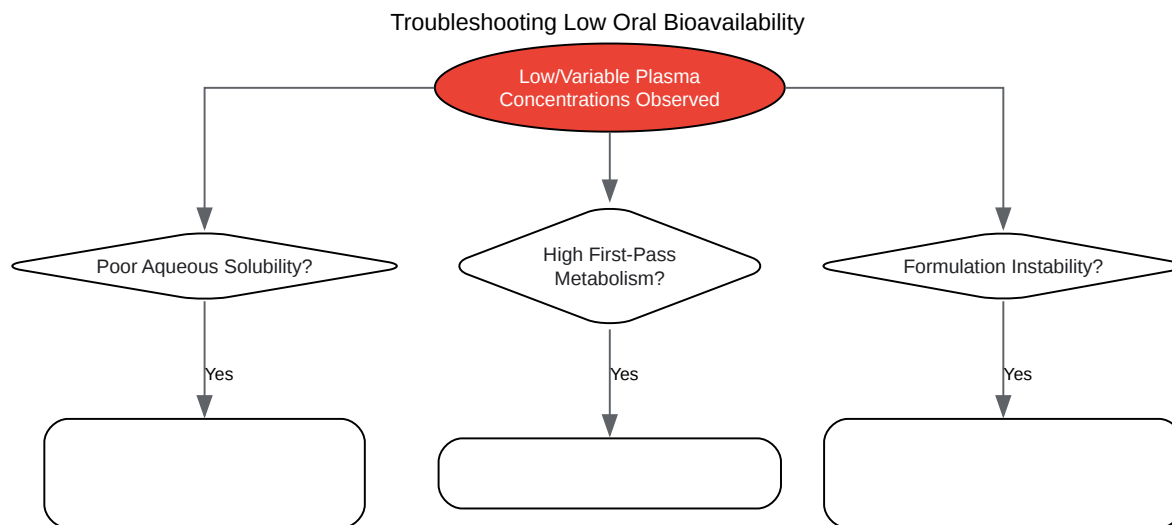 Troubleshooting Low Oral Bioavailability
Low/Variable Plasma
Concentrations Observed
Poor Aqueous Solubility?
High First-Pass
Metabolism?
Formulation Instability?
Yes
Yes
Yes